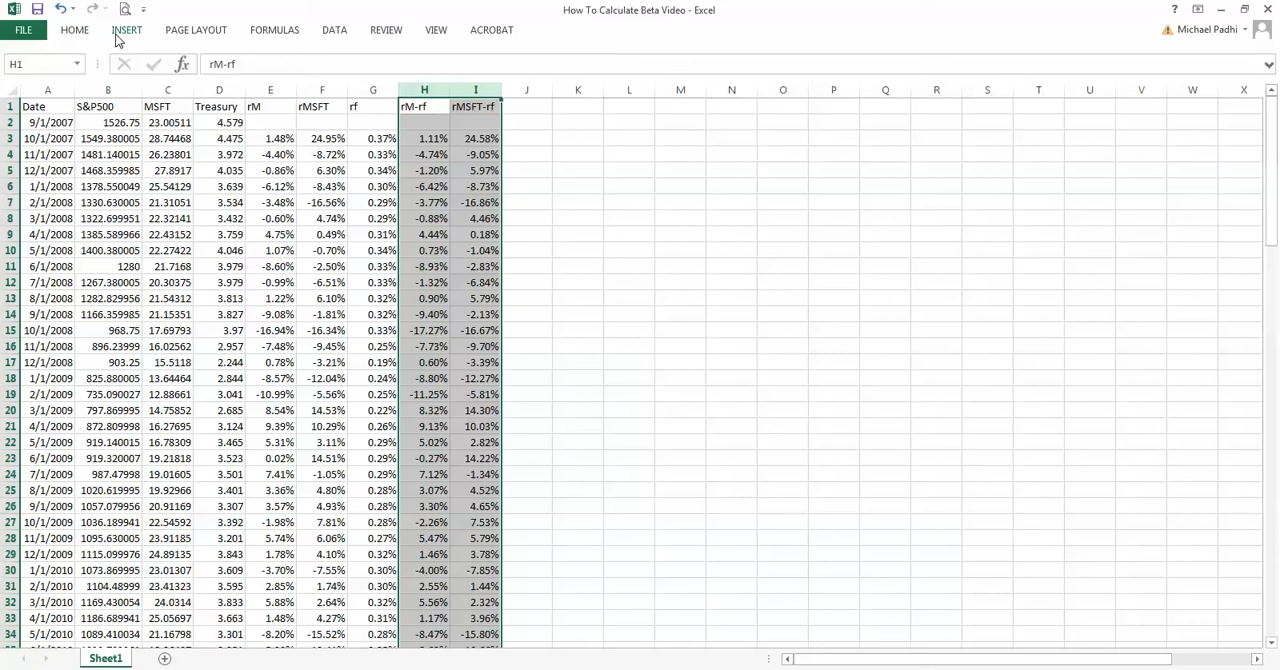 How To Calculate Beta Video - Excel
?
FILE HOME INSERT PAGE LAYOUT FORMULAS DATA REVIEW VIEW ACROBAT Michael Padhi
H1 fx rM-rf
A B C D E F G H I J K L M N O P Q R S T U V W X
1 Date S&P500 MSFT Treasury rM rMSFT rf rM-rf rMSFT-rf
2 9/1/2007 1526.75 23.00511 4.579
3 10/1/2007 1549.380005 28.74468 4.475 1.48% 24.95% 0.37% 1.11% 24.58%
4 11/1/2007 1481.140015 26.23801 3.972 -4.40% -8.72% 0.33% -4.74% -9.05%
5 12/1/2007 1468.359985 27.8917 4.035 -0.86% 6.30% 0.34% -1.20% 5.97%
6 1/1/2008 1378.550049 25.54129 3.639 -6.12% -8.43% 0.30% -6.42% -8.73%
7 2/1/2008 1330.630005 21.31051 3.534 -3.48% -16.56% 0.29% -3.77% -16.86%
8 3/1/2008 1322.699951 22.32141 3.432 -0.60% 4.74% 0.29% -0.88% 4.46%
9 4/1/2008 1385.589966 22.43152 3.759 4.75% 0.49% 0.31% 4.44% 0.18%
10 5/1/2008 1400.380005 22.27422 4.046 1.07% -0.70% 0.34% 0.73% -1.04%
11 6/1/2008 1280 21.7168 3.979 -8.60% -2.50% 0.33% -8.93% -2.83%
12 7/1/2008 1267.380005 20.30375 3.979 -0.99% -6.51% 0.33% -1.32% -6.84%
13 8/1/2008 1282.829956 21.54312 3.813 1.22% 6.10% 0.32% 0.90% 5.79%
14 9/1/2008 1166.359985 21.15351 3.827 -9.08% -1.81% 0.32% -9.40% -2.13%
15 10/1/2008 968.75 17.69793 3.97 -16.94% -16.34% 0.33% -17.27% -16.67%
16 11/1/2008 896.23999 16.02562 2.957 -7.48% -9.45% 0.25% -7.73% -9.70%
17 12/1/2008 903.25 15.5118 2.244 0.78% -3.21% 0.19% 0.60% -3.39%
18 1/1/2009 825.880005 13.64464 2.844 -8.57% -12.04% 0.24% -8.80% -12.27%
19 2/1/2009 735.090027 12.88661 3.041 -10.99% -5.56% 0.25% -11.25% -5.81%
20 3/1/2009 797.869995 14.75852 2.685 8.54% 14.53% 0.22% 8.32% 14.30%
21 4/1/2009 872.809998 16.27695 3.124 9.39% 10.29% 0.26% 9.13% 10.03%
22 5/1/2009 919.140015 16.78309 3.465 5.31% 3.11% 0.29% 5.02% 2.82%
23 6/1/2009 919.320007 19.21818 3.523 0.02% 14.51% 0.29% -0.27% 14.22%
24 7/1/2009 987.47998 19.01605 3.501 7.41% -1.05% 0.29% 7.12% -1.34%
25 8/1/2009 1020.619995 19.92966 3.401 3.36% 4.80% 0.28% 3.07% 4.52%
26 9/1/2009 1057.079956 20.91169 3.307 3.57% 4.93% 0.28% 3.30% 4.65%
27 10/1/2009 1036.189941 22.54592 3.392 -1.98% 7.81% 0.28% -2.26% 7.53%
28 11/1/2009 1095.630005 23.91185 3.201 5.74% 6.06% 0.27% 5.47% 5.79%
29 12/1/2009 1115.099976 24.89135 3.843 1.78% 4.10% 0.32% 1.46% 3.78%
30 1/1/2010 1073.869995 23.01307 3.609 -3.70% -7.55% 0.30% -4.00% -7.85%
31 2/1/2010 1104.48999 23.41323 3.595 2.85% 1.74% 0.30% 2.55% 1.44%
32 3/1/2010 1169.430054 24.0314 3.833 5.88% 2.64% 0.32% 5.56% 2.32%
33 4/1/2010 1186.689941 25.05697 3.663 1.48% 4.27% 0.31% 1.17% 3.96%
34 5/1/2010 1089.410034 21.16798 3.301 -8.20% -15.52% 0.28% -8.47% -15.80%
Sheet1